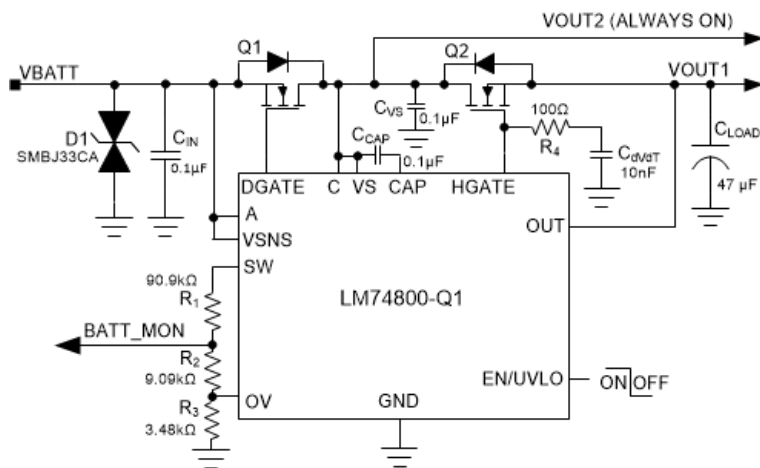 VOUT2 (ALWAYS ON)
Q1
Q2
VBATT
VOUT1
D1
SMBJ33CA
CIN
0.1µF
CVS
0.1µF
CCAP
0.1µF
100Ω
R4
CdVdT
10nF
CLOAD
47 µF
DGATE
C
VS
CAP
HGATE
A
VSNS
SW
OUT
90.9kΩ
R1
LM74800-Q1
BATT_MON
R2
9.09kΩ
R3
3.48kΩ
OV
GND
EN/UVLO
ON
OFF